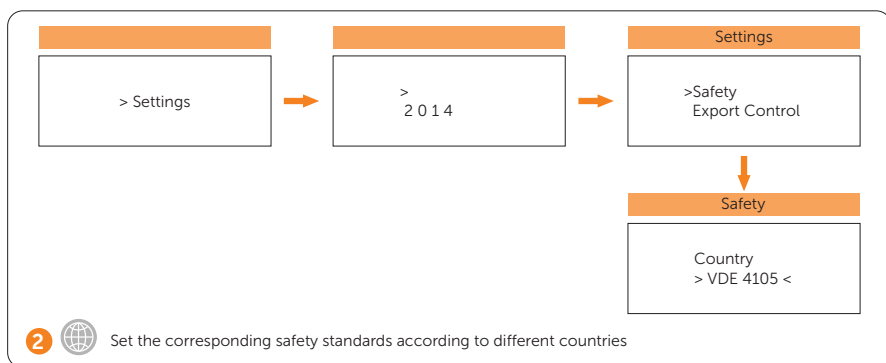 > Settings
>
2 0 1 4
Settings
>Safety
Export Control
Safety
Country
> VDE 4105 <
2 Set the corresponding safety standards according to different countries